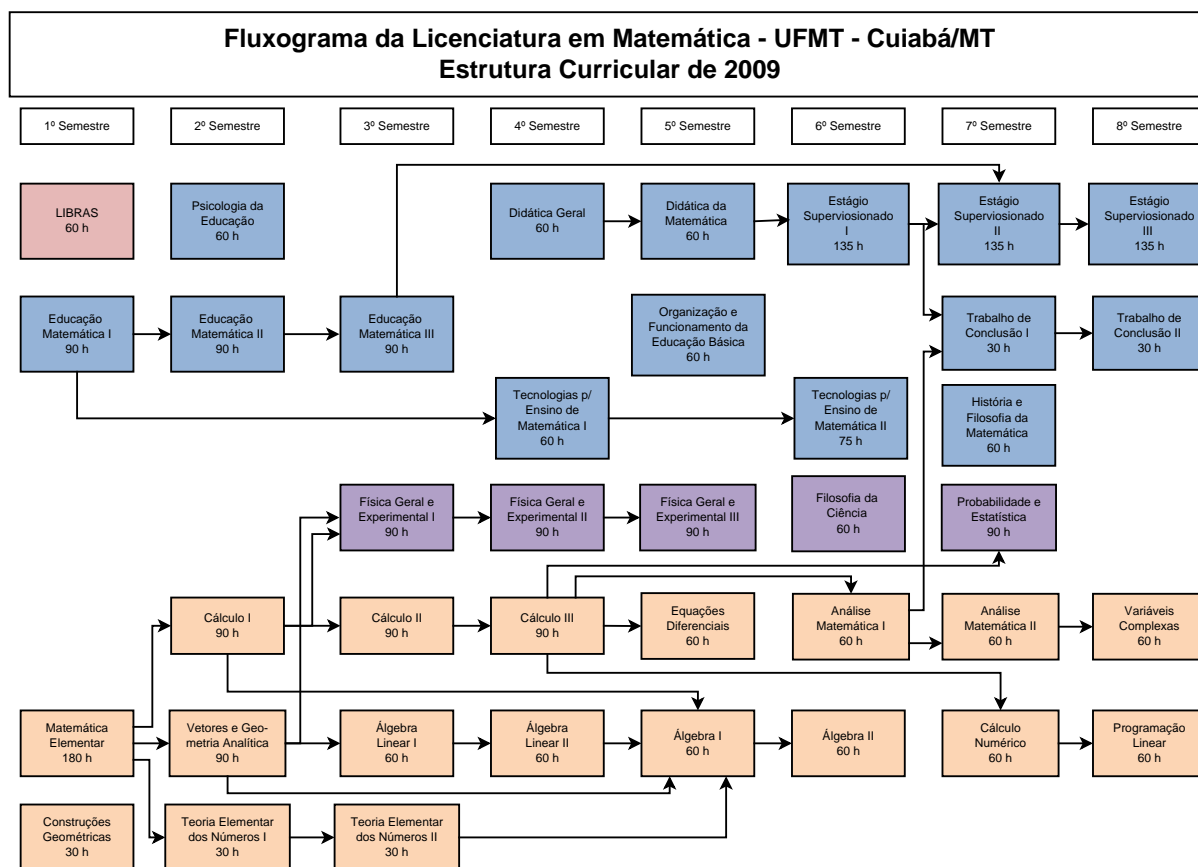 Fluxograma da Licenciatura em Matemática - UFMT - Cuiabá/MT
Estrutura Curricular de 2009
1º Semestre
2º Semestre
3º Semestre
4º Semestre
5º Semestre
6º Semestre
7º Semestre
8º Semestre
LIBRAS
60 h
Psicologia da
Educação
60 h
Didática Geral
60 h
Didática da
Matemática
60 h
Estágio
Superviosionado
I
135 h
Estágio
Superviosionado
II
135 h
Estágio
Superviosionado
III
135 h
Educação
Matemática I
90 h
Educação
Matemática II
90 h
Educação
Matemática III
90 h
Organização e
Funcionamento da
Educação Básica
60 h
Trabalho de
Conclusão I
30 h
Trabalho de
Conclusão II
30 h
Tecnologias p/
Ensino de
Matemática I
60 h
Tecnologias p/
Ensino de
Matemática II
75 h
História e
Filosofia da
Matemática
60 h
Física Geral e
Experimental I
90 h
Física Geral e
Experimental II
90 h
Física Geral e
Experimental III
90 h
Filosofia da
Ciência
60 h
Probabilidade e
Estatística
90 h
Cálculo I
90 h
Cálculo II
90 h
Cálculo III
90 h
Equações
Diferenciais
60 h
Análise
Matemática I
60 h
Análise
Matemática II
60 h
Variáveis
Complexas
60 h
Matemática
Elementar
180 h
Vetores e Geo-
metria Analítica
90 h
Álgebra
Linear I
60 h
Álgebra
Linear II
60 h
Álgebra I
60 h
Álgebra II
60 h
Cálculo
Numérico
60 h
Programação
Linear
60 h
Construções
Geométricas
30 h
Teoria Elementar
dos Números I
30 h
Teoria Elementar
dos Números II
30 h